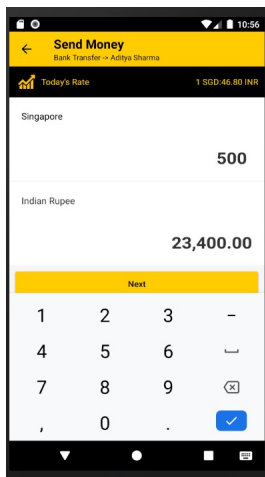 10:56
Send Money
Bank Transfer -> Aditya Sharma
Today's Rate
1 SGD:46.80 INR
Singapore
500
Indian Rupee
23,400.00
Next
1 2 3 -
4 5 6
7 8 9
, 0 .